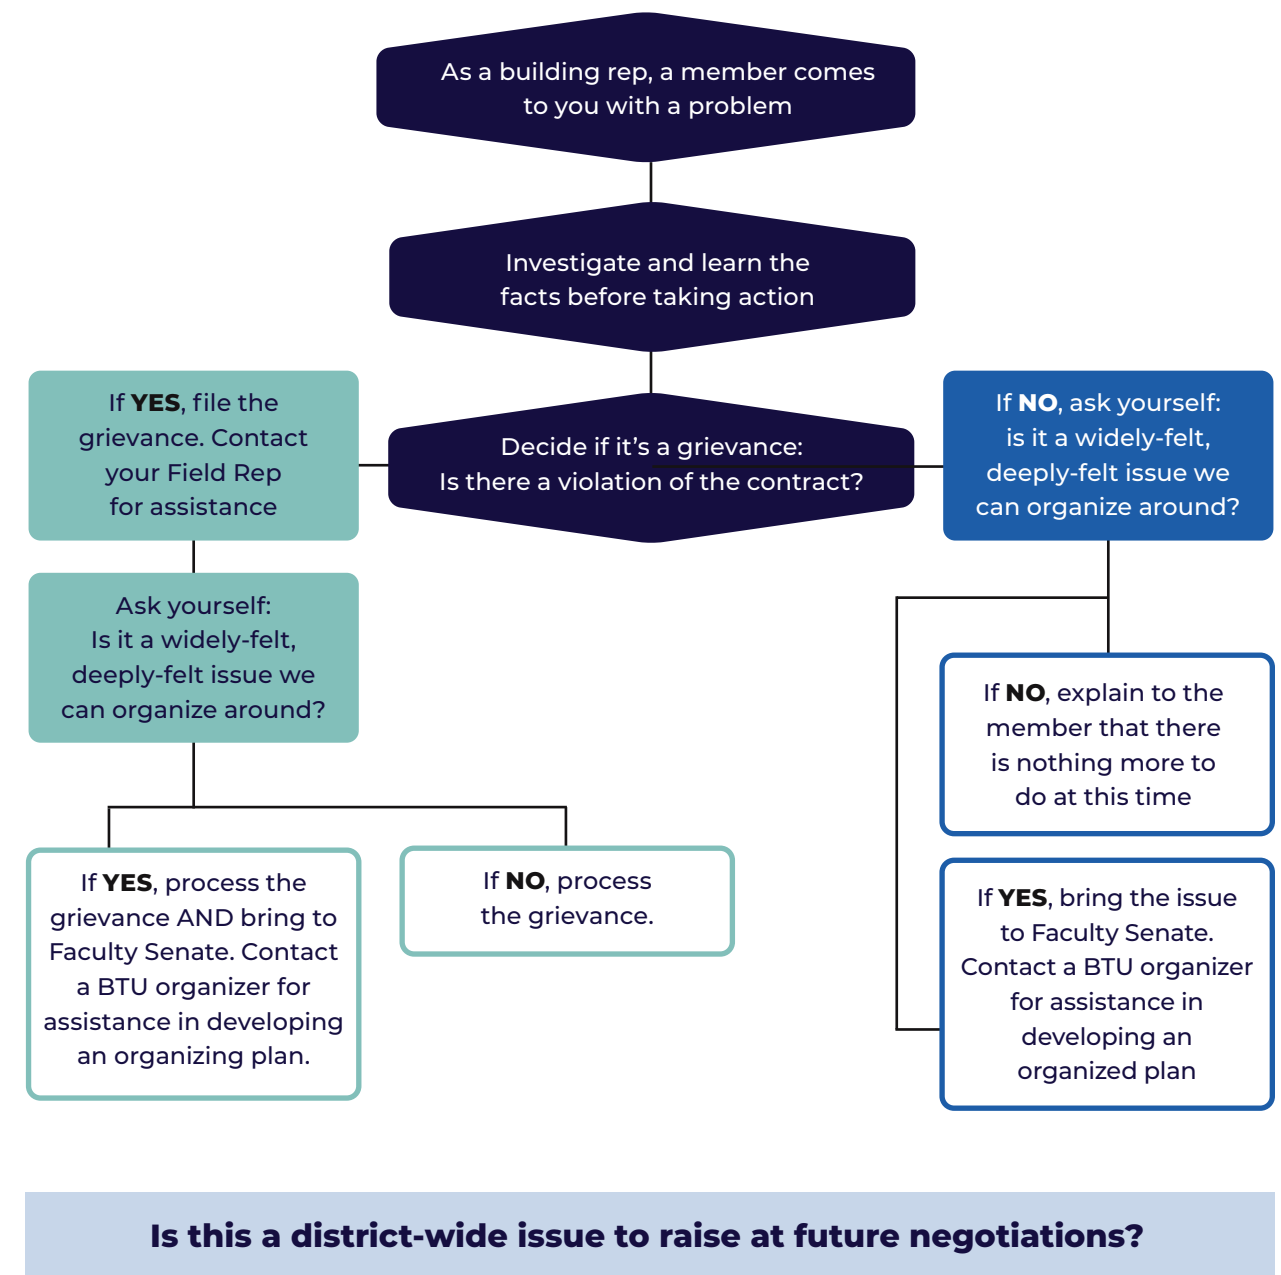 As a building rep, a member comes
to you with a problem
Investigate and learn the
facts before taking action
Decide if it's a grievance:
Is there a violation of the contract?
If YES, file the
grievance. Contact
your Field Rep
for assistance
Ask yourself:
Is it a widely-felt,
deeply-felt issue we
can organize around?
If YES, process the
grievance AND bring to
Faculty Senate. Contact
a BTU organizer for
assistance in developing
an organizing plan.
If NO, process
the grievance.
If NO, ask yourself:
is it a widely-felt,
deeply-felt issue we
can organize around?
If NO, explain to the
member that there
is nothing more to
do at this time
If YES, bring the issue
to Faculty Senate.
Contact a BTU organizer
for assistance in
developing an
organized plan
Is this a district-wide issue to raise at future negotiations?